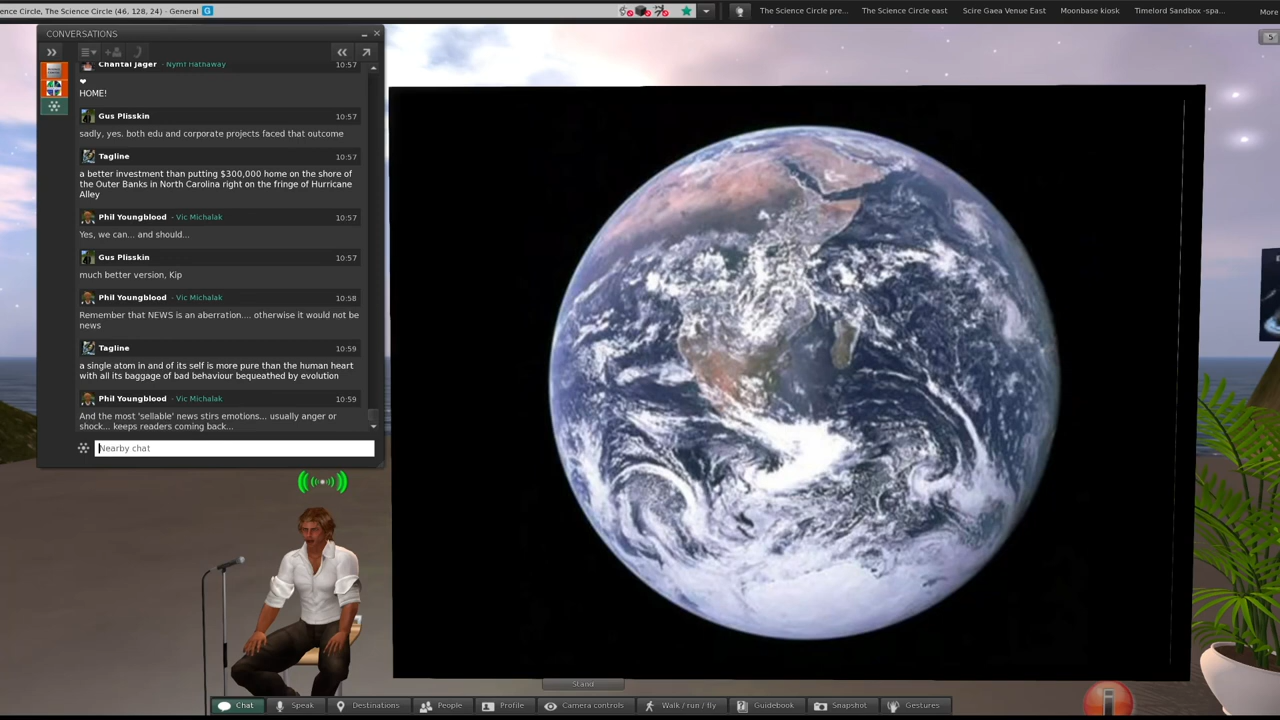 ence Circle, The Science Circle (46, 128, 24) - General G
The Science Circle pre... The Science Circle east Scire Gaea Venue East Moonbase kiosk Timelord Sandbox -spa... More
CONVERSATIONS
Chantal Jager - Nymf Hathaway 10:57
❤
HOME!
Gus Plisskin 10:57
sadly, yes. both edu and corporate projects faced that outcome
Tagline 10:57
a better investment than putting $300,000 home on the shore of
the Outer Banks in North Carolina right on the fringe of Hurricane
Alley
Phil Youngblood - Vic Michalak 10:57
Yes, we can... and should...
Gus Plisskin 10:57
much better version, Kip
Phil Youngblood - Vic Michalak 10:58
Remember that NEWS is an aberration.... otherwise it would not be
news
Tagline 10:59
a single atom in and of its self is more pure than the human heart
with all its baggage of bad behaviour bequeathed by evolution
Phil Youngblood - Vic Michalak 10:59
And the most 'sellable' news stirs emotions... usually anger or
shock... keeps readers coming back...
Nearby chat
Stand
Chat Speak Destinations People Profile Camera controls Walk / run / fly Guidebook Snapshot Gestures